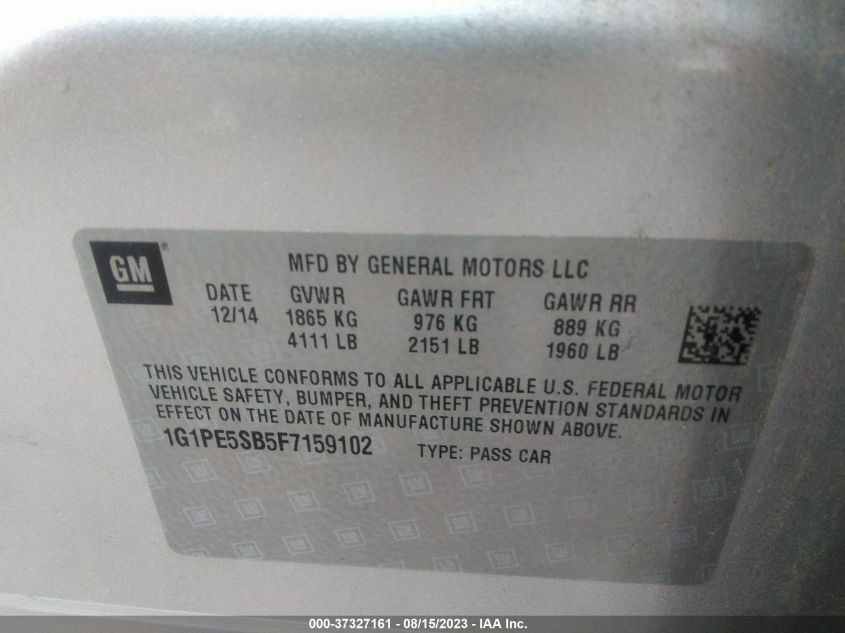 GM
MFD BY GENERAL MOTORS LLC
DATE GVWR GAWR FRT GAWR RR
12/14 1865 KG 976 KG 889 KG
4111 LB 2151 LB 1960 LB
THIS VEHICLE CONFORMS TO ALL APPLICABLE U.S. FEDERAL MOTOR
VEHICLE SAFETY, BUMPER, AND THEFT PREVENTION STANDARDS IN
EFFECT ON THE DATE OF MANUFACTURE SHOWN ABOVE.
1G1PE5SB5F7159102 TYPE: PASS CAR
000-37327161 - 08/15/2023 - IAA Inc.